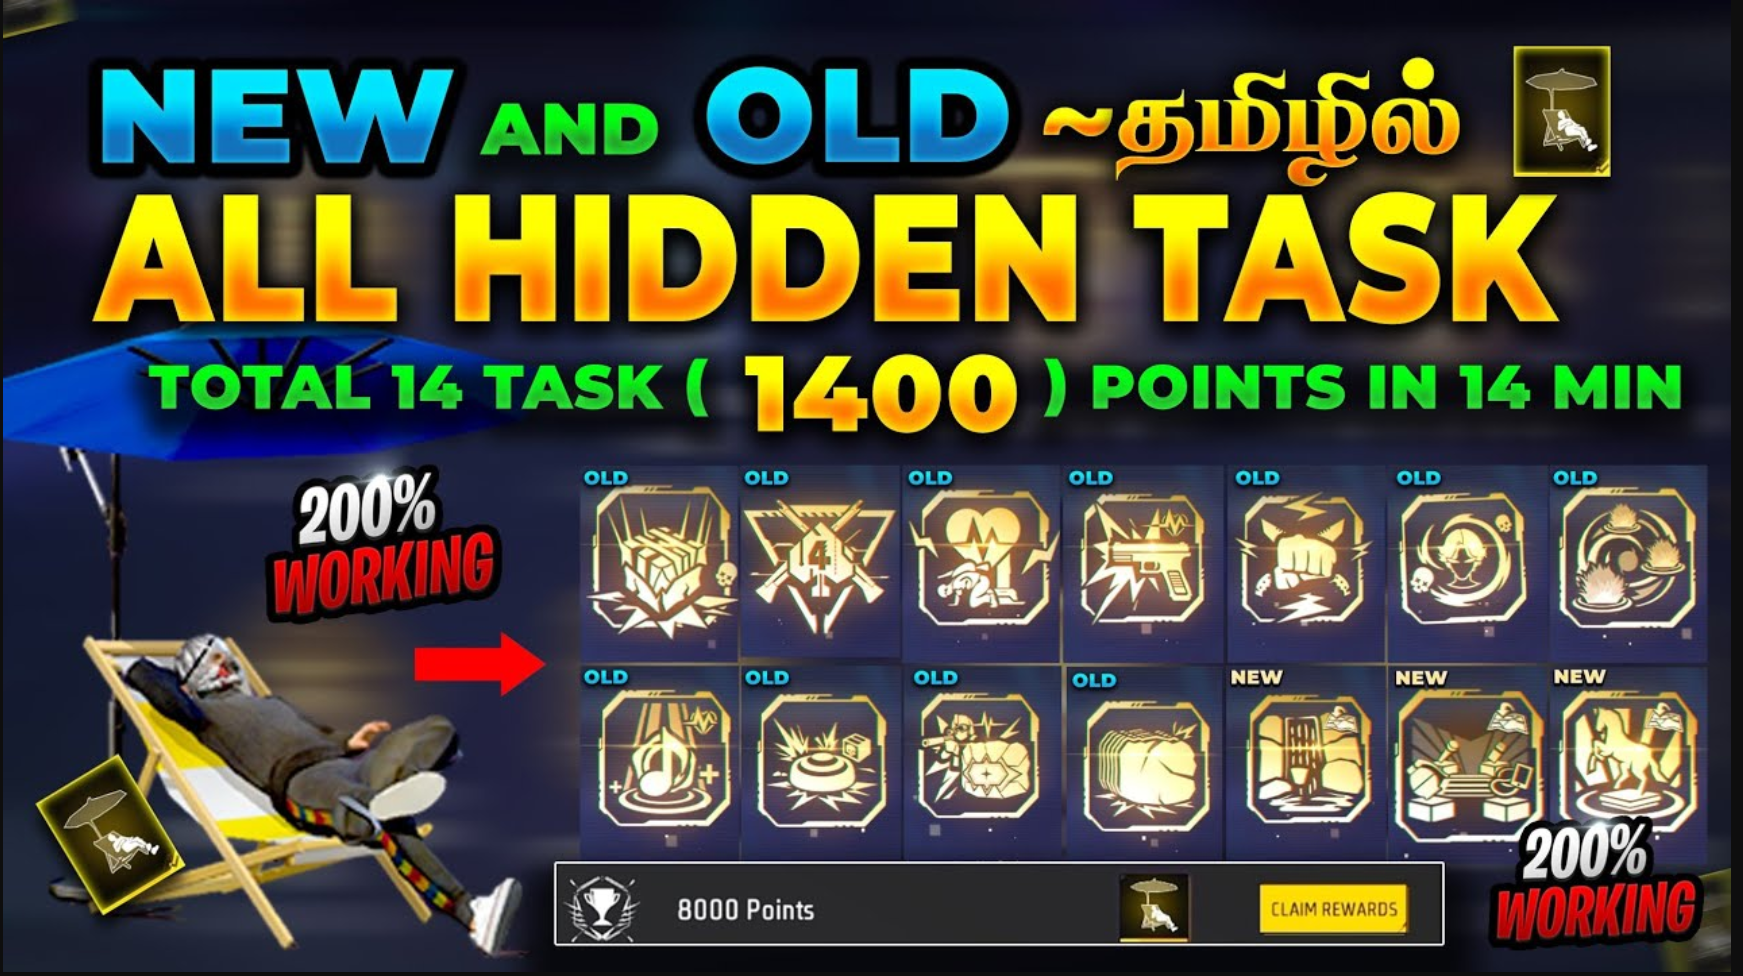 NEW AND OLD ~தமிழில்
ALL HIDDEN TASK
TOTAL 14 TASK ( 1400 ) POINTS IN 14 MIN
200%
WORKING
OLD OLD OLD OLD OLD OLD OLD
4
OLD OLD OLD OLD NEW NEW NEW
8000 Points CLAIM REWARDS
200%
WORKING